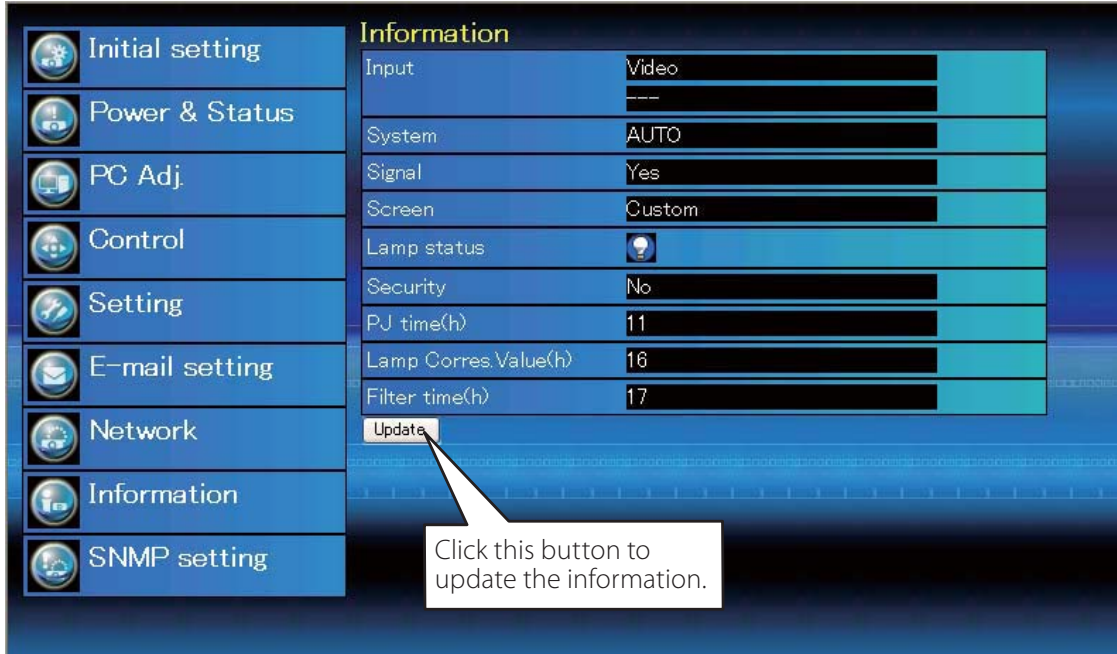 Initial setting
Power & Status
PC Adj.
Control
Setting
E-mail setting
Network
Information
SNMP setting
Information
Input Video
---
System AUTO
Signal Yes
Screen Custom
Lamp status
Security No
PJ time(h) 11
Lamp Corres.Value(h) 16
Filter time(h) 17
Update
Click this button to
update the information.